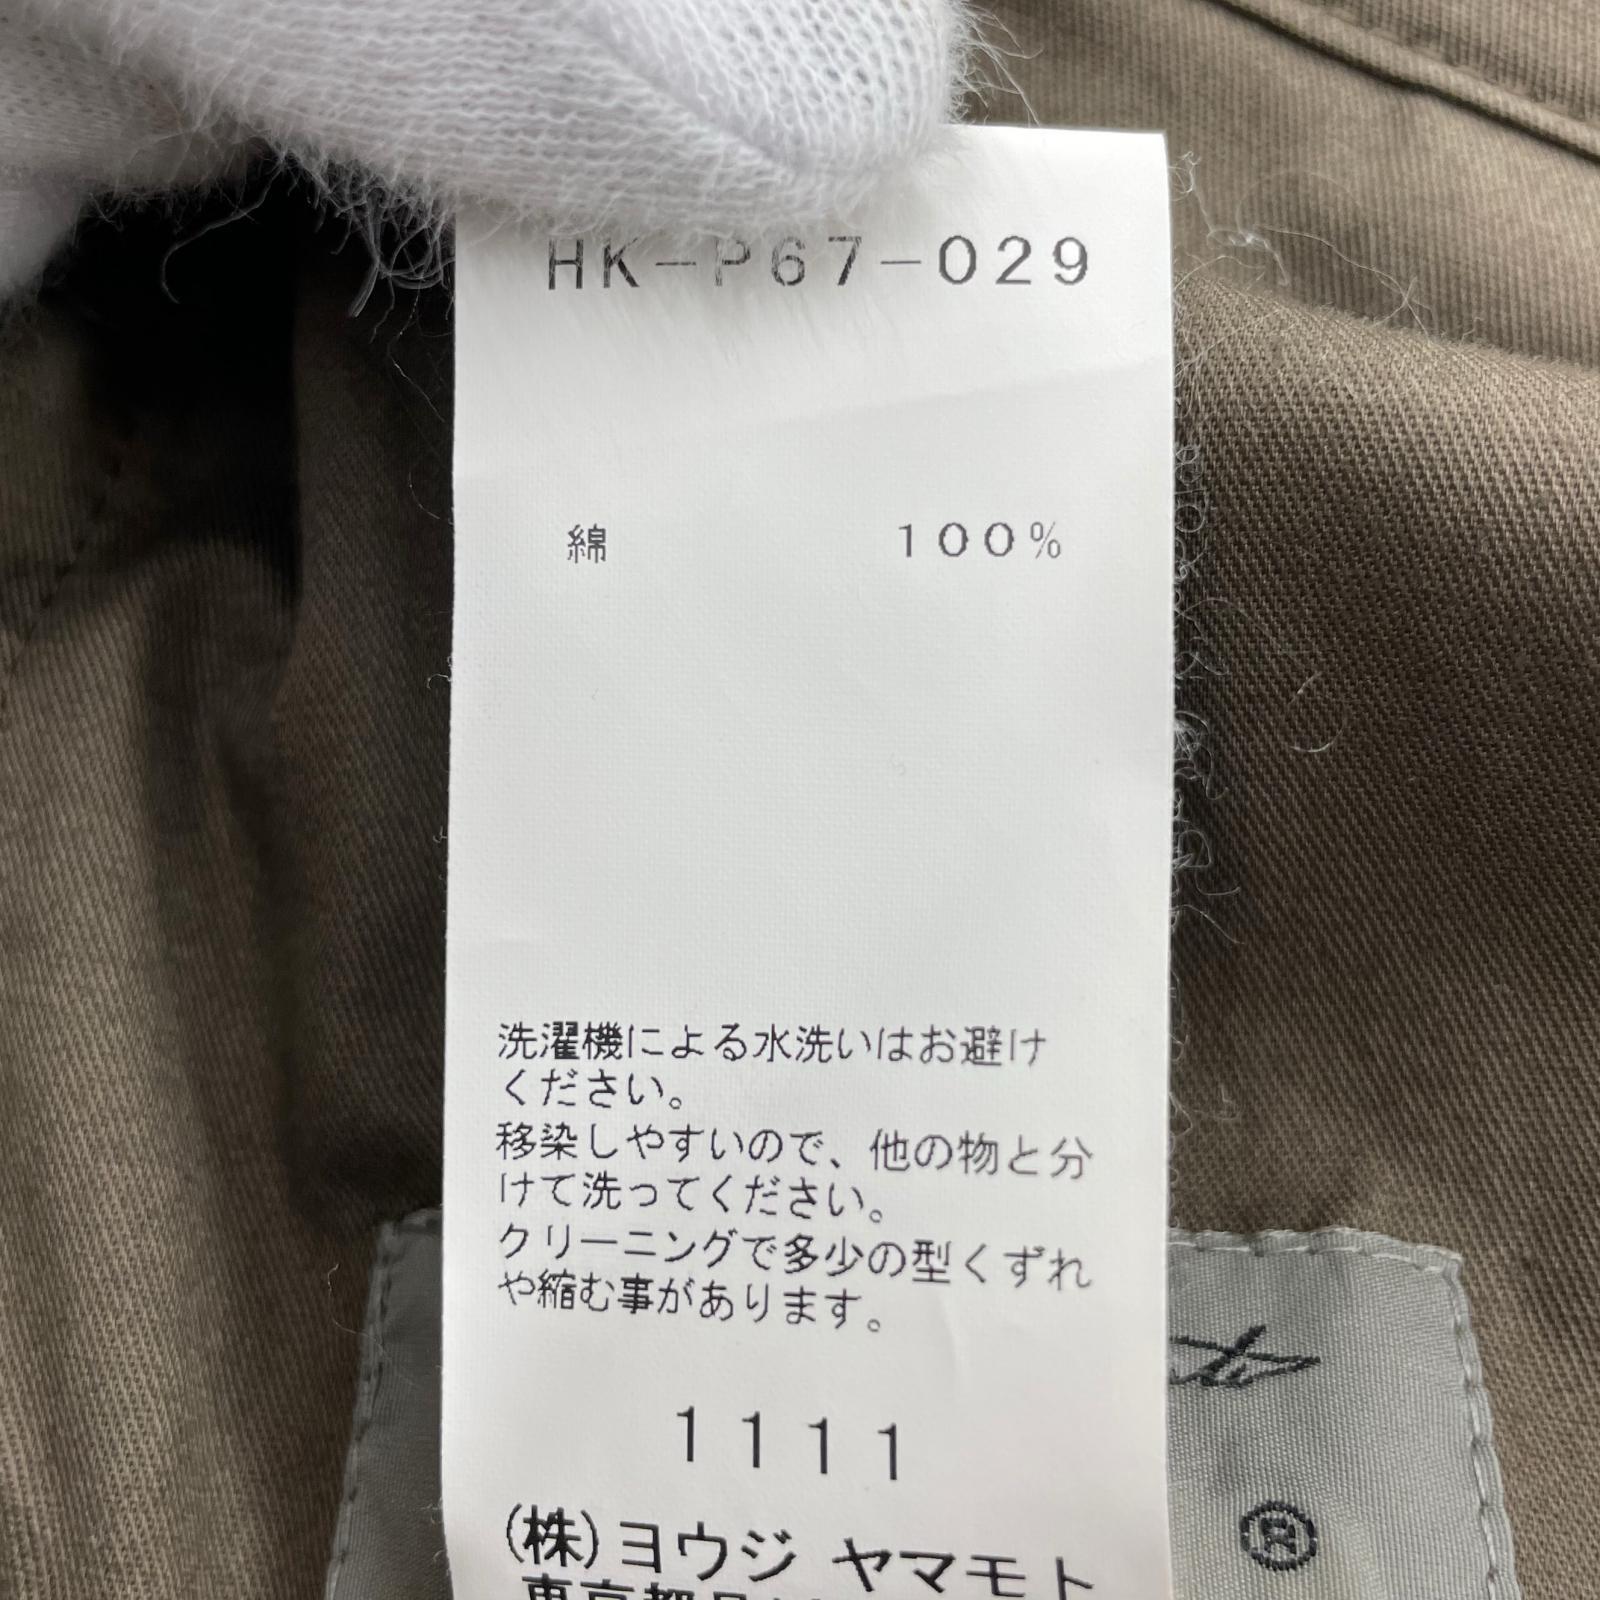 HK-P67-029
綿 100%
洗濯機による水洗いはお避け
ください。
移染しやすいので、他の物と分
けて洗ってください。
クリーニングで多少の型くずれ
や縮む事があります。
1111
(株)ヨウジ ヤマモト
東京都品
®